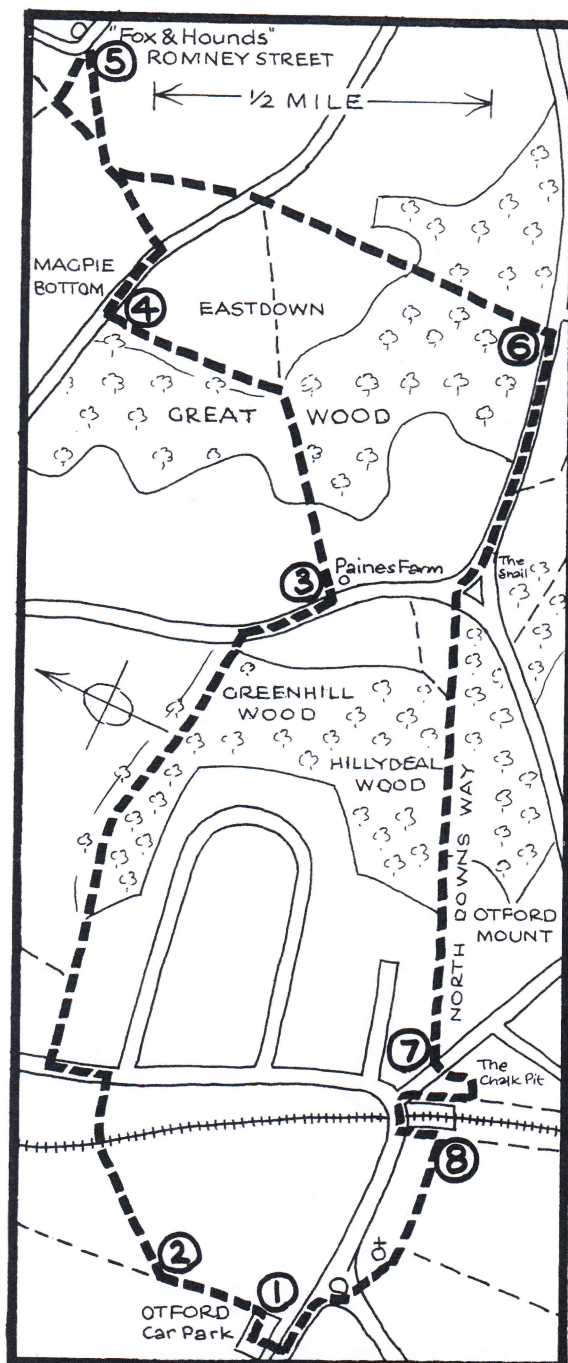 "Fox & Hounds"
5
ROMNEY STREET
1/2 MILE
MAGPIE
BOTTOM
4
EASTDOWN
6
GREAT WOOD
3
Paines Farm
The
Snail
GREENHILL
WOOD
HILLYDEAL
WOOD
NORTH DOWNS WAY
OTFORD
MOUNT
7
The
Chalk Pit
8
2
1
OTFORD
Car Park